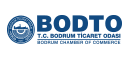 BODTO
T.C. BODRUM TİCARET ODASI
BODRUM CHAMBER OF COMMERCE